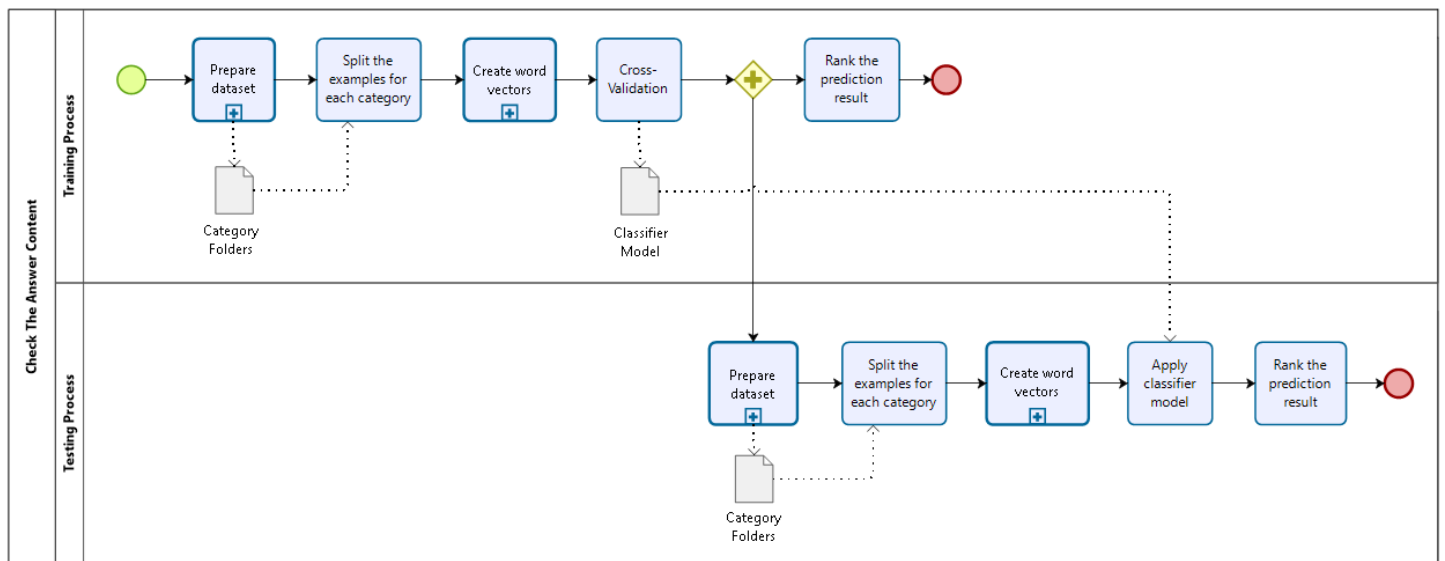 Check The Answer Content
Training Process
Prepare
dataset
Split the
examples for
each category
Create word
vectors
Cross-
Validation
Rank the
prediction
result
Category
Folders
Classifier
Model
Testing Process
Prepare
dataset
Split the
examples for
each category
Create word
vectors
Apply
classifier
model
Rank the
prediction
result
Category
Folders